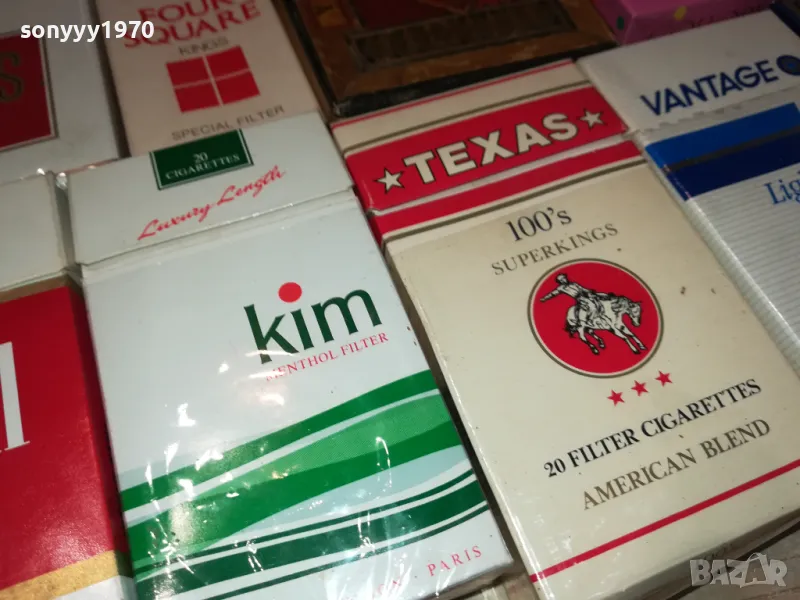 sonyyy1970
FOUR
SQUARE
KINGS
SPECIAL FILTER
20
CIGARETTES
Luxury Length
kim
MENTHOL FILTER
PARIS
TEXAS
100's
SUPERKINGS
20 FILTER CIGARETTES
AMERICAN BLEND
VANTAGE
BAZAR